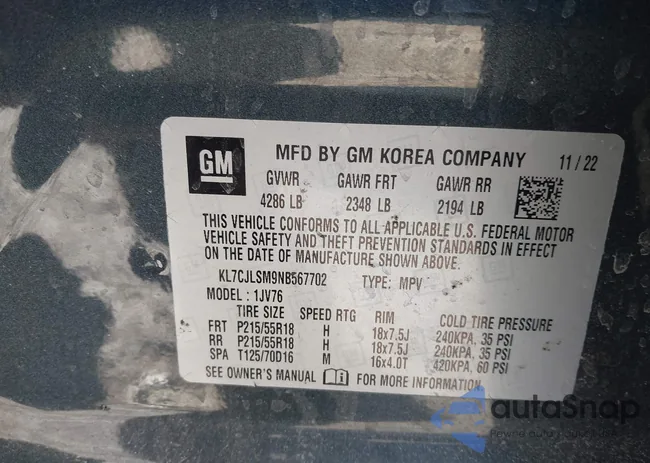 GM
MFD BY GM KOREA COMPANY 11 / 22
GVWR GAWR FRT GAWR RR
4286 LB 2348 LB 2194 LB
THIS VEHICLE CONFORMS TO ALL APPLICABLE U.S. FEDERAL MOTOR
VEHICLE SAFETY AND THEFT PREVENTION STANDARDS IN EFFECT
ON THE DATE OF MANUFACTURE SHOWN ABOVE.
KL7CJLSM9NB567702 TYPE: MPV
MODEL: 1JV76
TIRE SIZE SPEED RTG RIM COLD TIRE PRESSURE
FRT P215/55R18 H 18x7.5J 240KPA, 35 PSI
RR P215/55R18 H 18x7.5J 240KPA, 35 PSI
SPA T125/70D16 M 16x4.0T 420KPA, 60 PSI
SEE OWNER'S MANUAL FOR MORE INFORMATION.
autoSnap